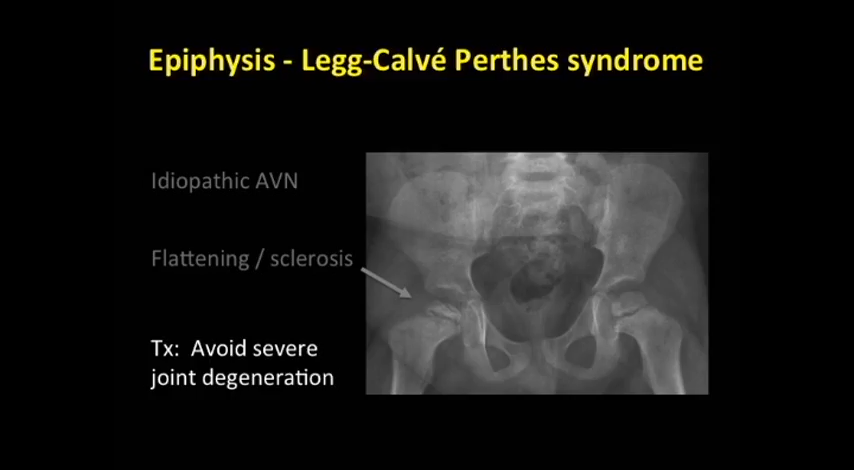 Epiphysis - Legg-Calvé Perthes syndrome
Idiopathic AVN
Flattening / sclerosis
Tx: Avoid severe
joint degeneration